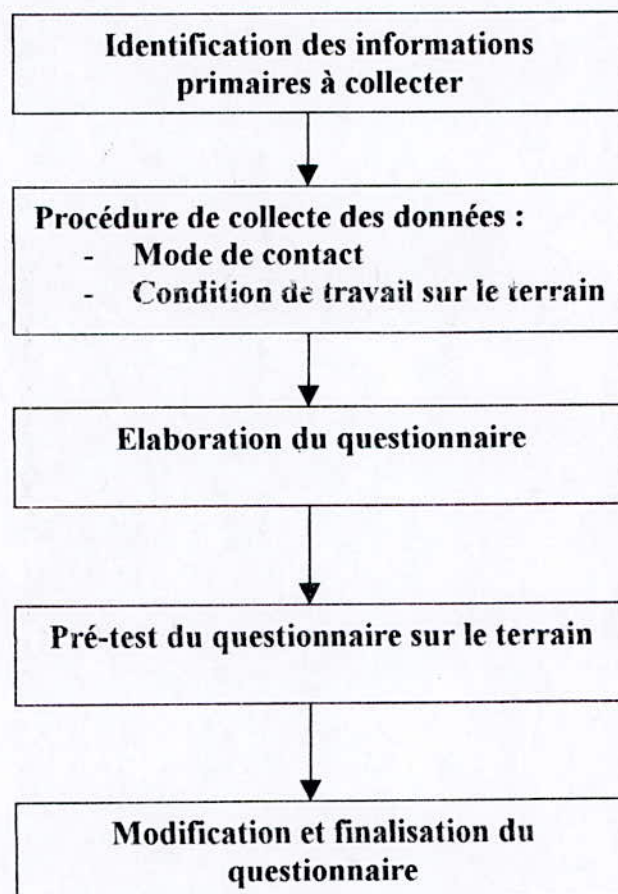 Identification des informations
primaires à collecter
Procédure de collecte des données :
- Mode de contact
- Condition de travail sur le terrain
Elaboration du questionnaire
Pré-test du questionnaire sur le terrain
Modification et finalisation du
questionnaire